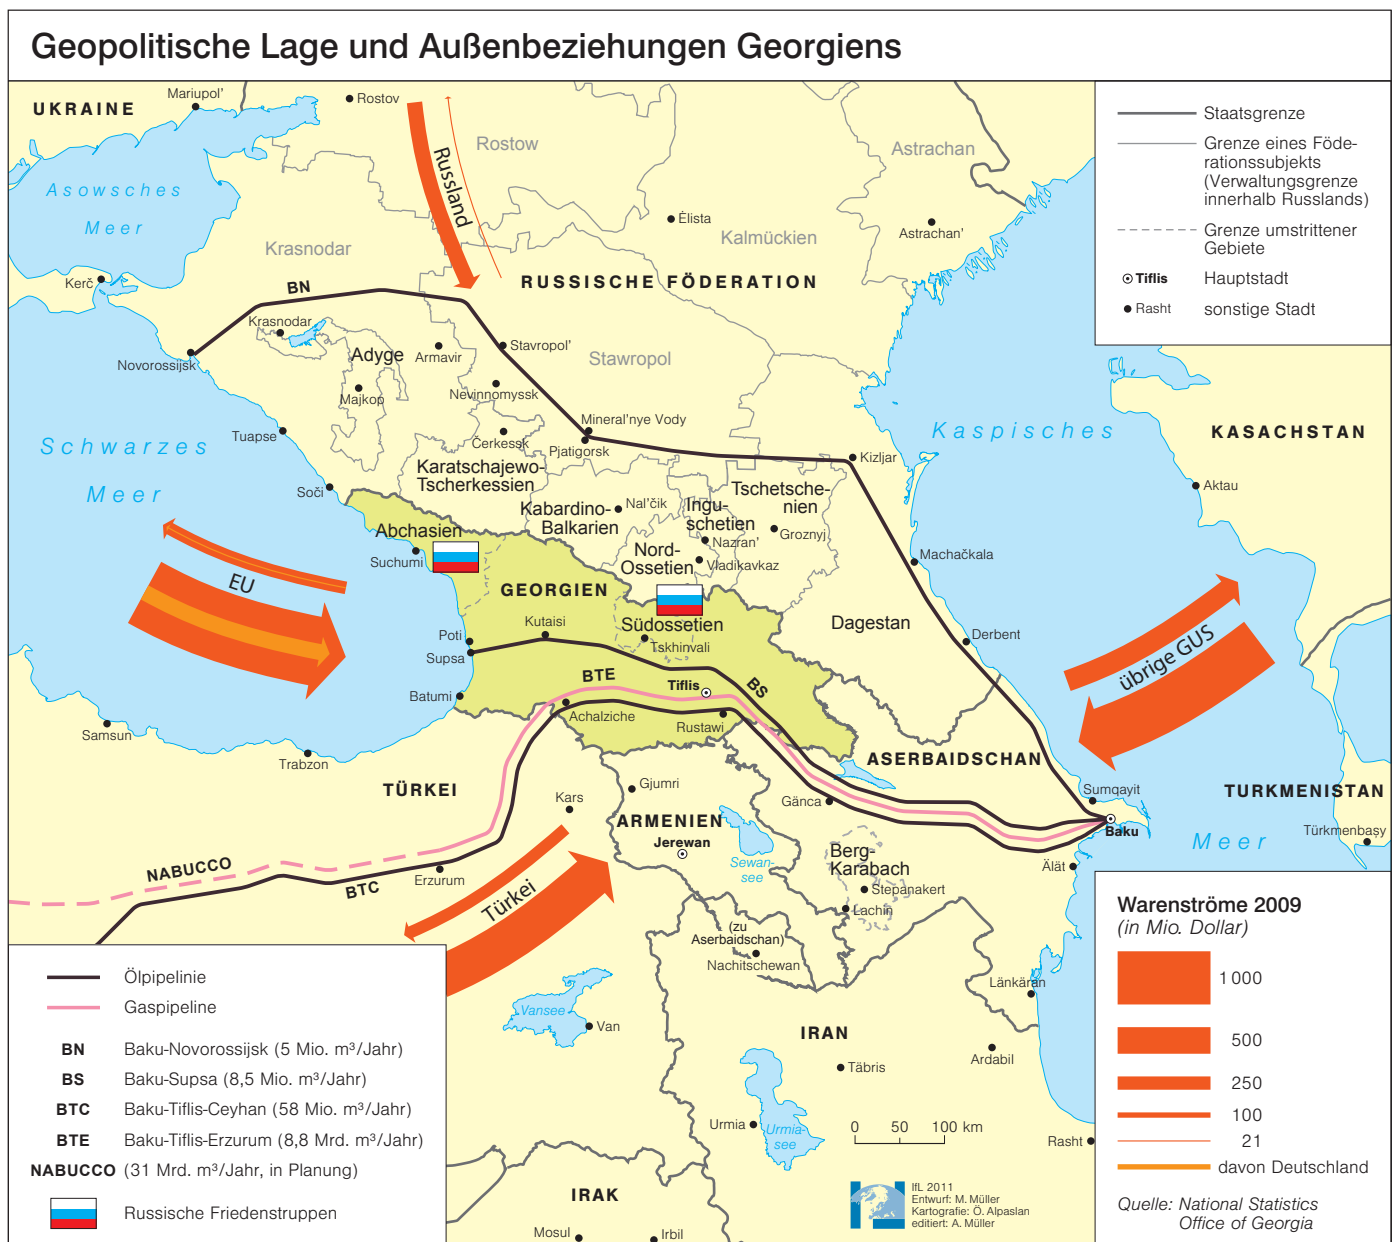 Geopolitische Lage und Außenbeziehungen Georgiens
UKRAINE
Mariupol'
Rostov
Rostow
Astrachan
Asowsches
Meer
Russland
Élista
Kalmückien
Astrachan'
Krasnodar
Kerč
RUSSISCHE FÖDERATION
BN
Krasnodar
Novorossijsk
Adyge
Armavir
Stavropol'
Stawropol
Majkop
Nevinnomyssk
Tuapse
Čerkessk
Mineral'nye Vody
Pjatigorsk
Kizljar
Schwarzes
Meer
Kaspisches
KASACHSTAN
Aktau
Soči
Karatschajewo-
Tscherkessien
Kabardino-
Balkarien
Nal'čik
Ingu-
schetien
Nazran'
Tschetsche-
nien
Groznyj
Abchasien
Suchumi
Nord-
Ossetien
Vladikavkaz
Machačkala
EU
GEORGIEN
Kutaisi
Südossetien
Tskhinvali
Dagestan
Derbent
übrige GUS
Poti
Supsa
Batumi
BTE
Tiflis
BS
Achalziche
Rustawi
Samsun
Trabzon
TÜRKEI
Kars
Gjumri
ARMENIEN
Jerewan
Sewan-
see
Gänca
ASERBAIDSCHAN
Sumqayit
Baku
TURKMENISTAN
Türkmenbaşy
Meer
NABUCCO
BTC
Erzurum
Türkei
Berg-
Karabach
Stepanakert
Lachin
Älät
(zu
Aserbaidschan)
Nachitschewan
Länkäran
Vansee
Van
IRAN
Täbris
Ardabil
Urmia
Urmia-
see
Rasht
IRAK
Mosul
Irbil
0 50 100 km
IfL 2011
Entwurf: M. Müller
Kartografie: Ö. Alpaslan
editiert: A. Müller
Staatsgrenze
Grenze eines Föde-
rationssubjekts
(Verwaltungsgrenze
innerhalb Russlands)
Grenze umstrittener
Gebiete
Tiflis Hauptstadt
Rasht sonstige Stadt
Ölpipelinie
Gaspipeline
BN Baku-Novorossijsk (5 Mio. m³/Jahr)
BS Baku-Supsa (8,5 Mio. m³/Jahr)
BTC Baku-Tiflis-Ceyhan (58 Mio. m³/Jahr)
BTE Baku-Tiflis-Erzurum (8,8 Mrd. m³/Jahr)
NABUCCO (31 Mrd. m³/Jahr, in Planung)
Russische Friedenstruppen
Warenströme 2009
(in Mio. Dollar)
1 000
500
250
100
21
davon Deutschland
Quelle: National Statistics
Office of Georgia